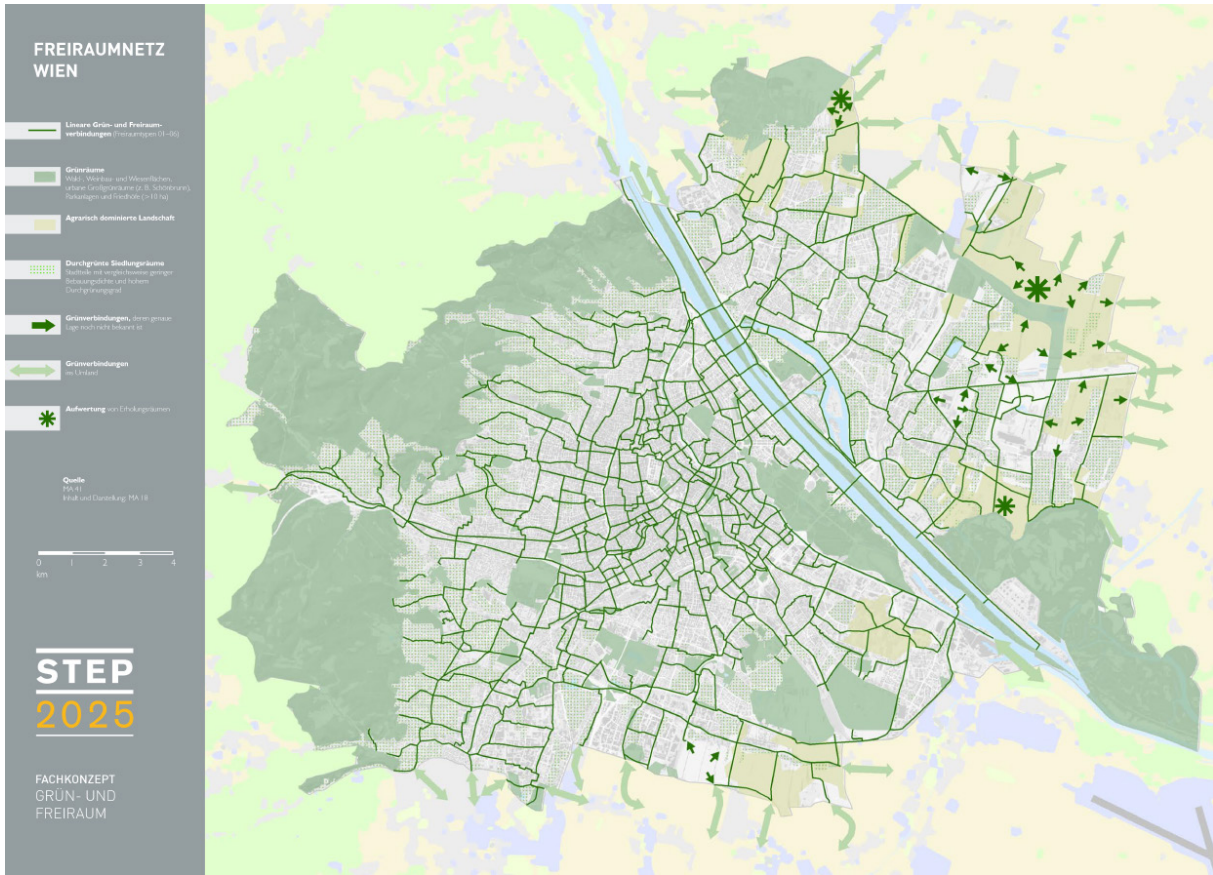 FREIRAUMNETZ
WIEN
Lineare Grün- und Freiraum-
verbindungen (Freiraumtypen 01–06)
Grünräume
Wald-, Weinbau- und Wiesenflächen,
urbane Großgrünräume (z. B. Schönbrunn),
Parkanlagen und Friedhöfe (>10 ha)
Agrarisch dominierte Landschaft
Durchgrünte Siedlungsräume
Stadtteile mit vergleichsweise geringer
Bebauungsdichte und hohem
Durchgrünungsgrad
Grünverbindungen, deren genaue
Lage noch nicht bekannt ist
Grünverbindungen
ins Umland
Aufwertung von Erholungsräumen
Quelle
MA 41
Inhalt und Darstellung: MA 18
0 1 2 3 4
km
STEP
2025
FACHKONZEPT
GRÜN- UND
FREIRAUM